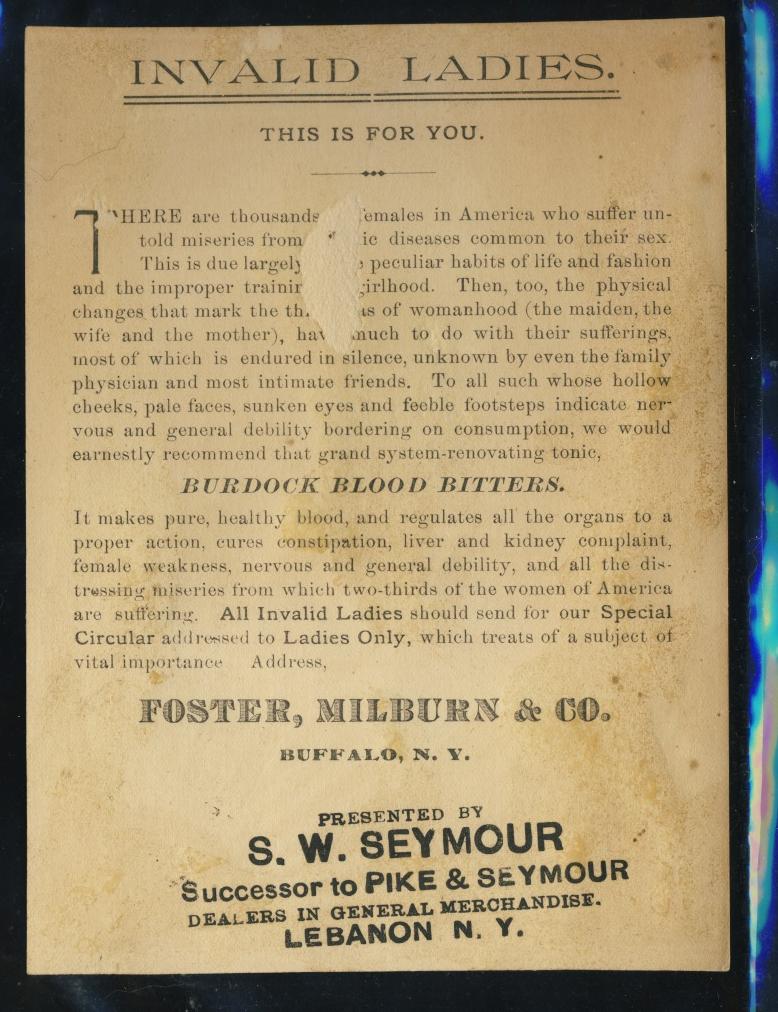 INVALID LADIES.
THIS IS FOR YOU.
THERE are thousands emales in America who suffer un-
told miseries from ic diseases common to their sex.
This is due largely peculiar habits of life and fashion
and the improper trainin girlhood. Then, too, the physical
changes that mark the th of womanhood (the maiden, the
wife and the mother), hav much to do with their sufferings,
most of which is endured in silence, unknown by even the family
physician and most intimate friends. To all such whose hollow
cheeks, pale faces, sunken eyes and feeble footsteps indicate ner-
vous and general debility bordering on consumption, we would
earnestly recommend that grand system-renovating tonic,
BURDOCK BLOOD BITTERS.
It makes pure, healthy blood, and regulates all the organs to a
proper action, cures constipation, liver and kidney complaint,
female weakness, nervous and general debility, and all the dis-
tressing miseries from which two-thirds of the women of America
are suffering. All Invalid Ladies should send for our Special
Circular addressed to Ladies Only, which treats of a subject of
vital importance Address,
FOSTER, MILBURN & CO.
BUFFALO, N. Y.
PRESENTED BY
S. W. SEYMOUR
Successor to PIKE & SEYMOUR
DEALERS IN GENERAL MERCHANDISE.
LEBANON N. Y.